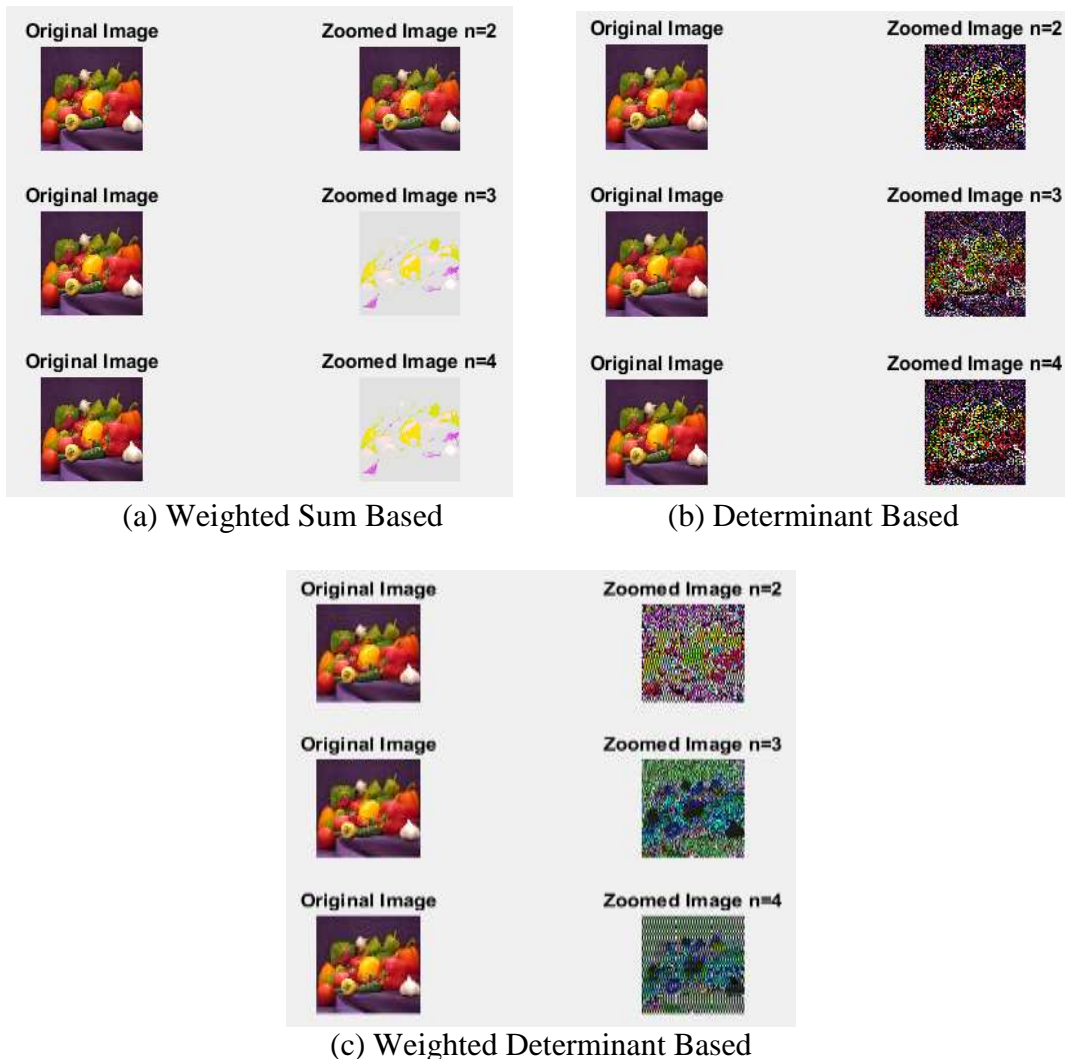 Original Image Zoomed Image n=2
Original Image Zoomed Image n=3
Original Image Zoomed Image n=4
(a) Weighted Sum Based
Original Image Zoomed Image n=2
Original Image Zoomed Image n=3
Original Image Zoomed Image n=4
(b) Determinant Based
Original Image Zoomed Image n=2
Original Image Zoomed Image n=3
Original Image Zoomed Image n=4
(c) Weighted Determinant Based